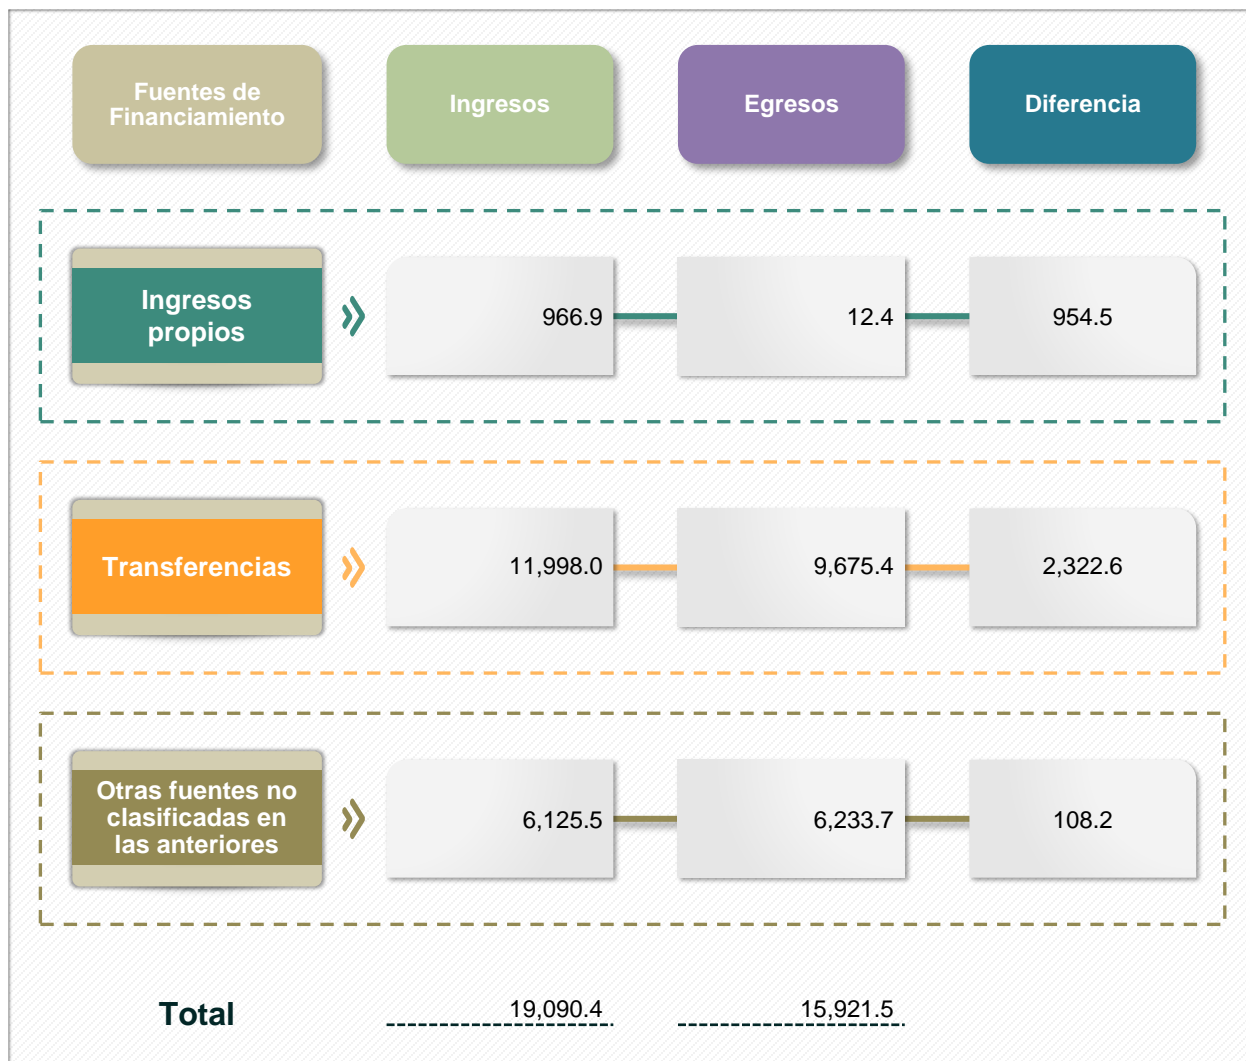 Fuentes de
Financiamiento
Ingresos
Egresos
Diferencia
Ingresos
propios
966.9
12.4
954.5
Transferencias
11,998.0
9,675.4
2,322.6
Otras fuentes no
clasificadas en
las anteriores
6,125.5
6,233.7
108.2
Total
19,090.4
15,921.5